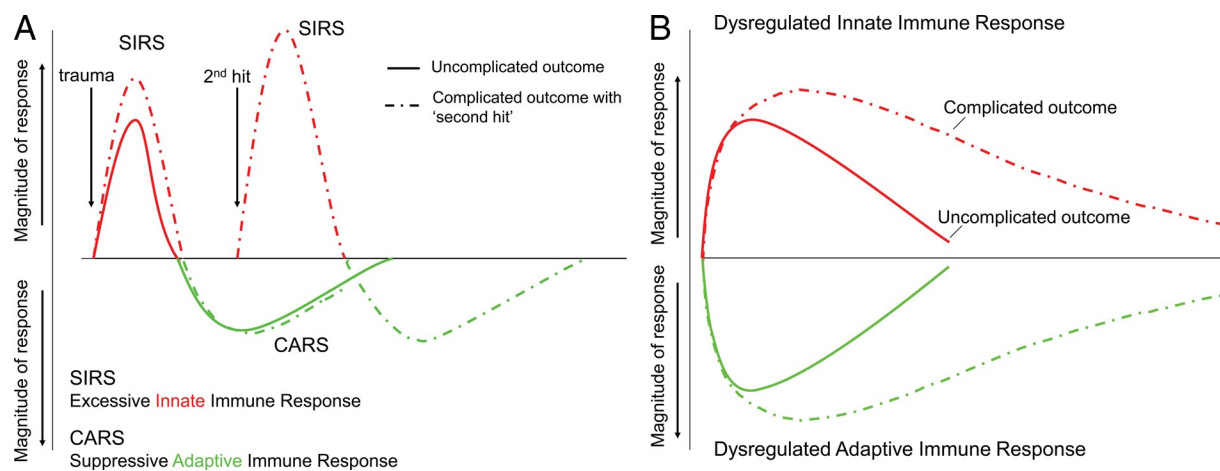 A
SIRS
SIRS
trauma
2nd hit
Uncomplicated outcome
Complicated outcome with
‘second hit’
Magnitude of response
Magnitude of response
CARS
SIRS
Excessive Innate Immune Response
CARS
Suppressive Adaptive Immune Response
B
Dysregulated Innate Immune Response
Magnitude of response
Complicated outcome
Uncomplicated outcome
Magnitude of response
Dysregulated Adaptive Immune Response